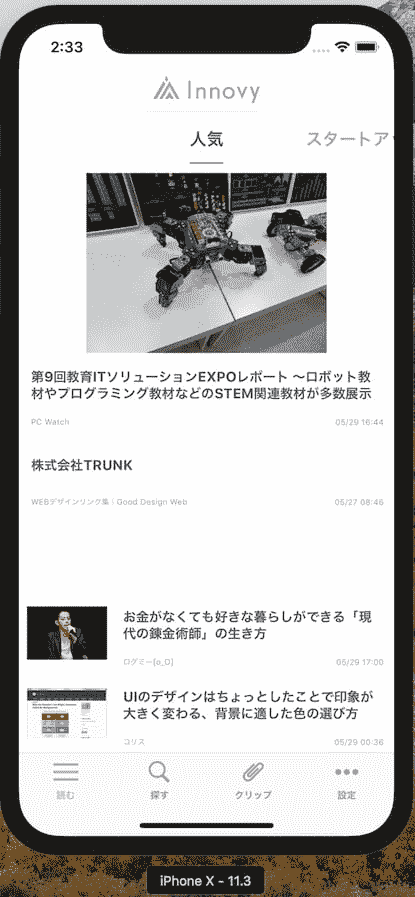 2:33
Innovy
人気
スタートア
第9回教育ITソリューションEXPOレポート 〜ロボット教
材やプログラミング教材などのSTEM関連教材が多数展示
PC Watch 05/29 16:44
株式会社TRUNK
WEBデザインリンク集｜Good Design Web 05/27 08:46
お金がなくても好きな暮らしができる「現
代の錬金術師」の生き方
ログミー[o_O] 05/29 17:00
UIのデザインはちょっとしたことで印象が
大きく変わる、背景に適した色の選び方
コリス 05/29 00:36
読む 探す クリップ 設定
iPhone X - 11.3